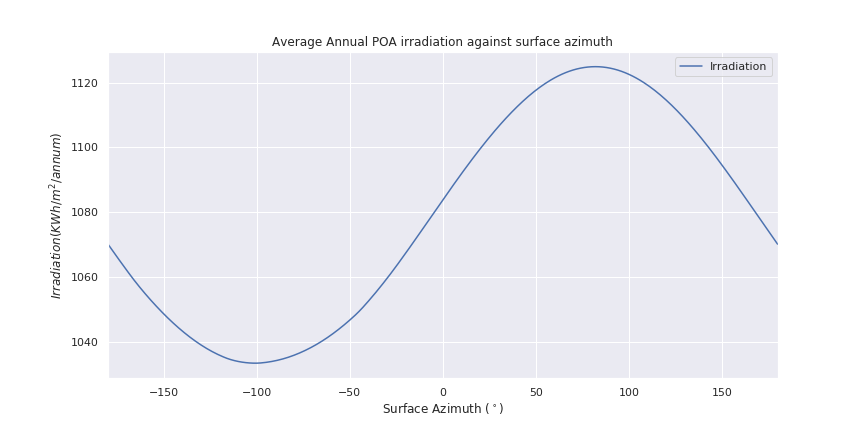 Average Annual POA irradiation against surface azimuth
Irradiation
Irradiation(KWh/m²/annum)
1120
1100
1080
1060
1040
−150 −100 −50 0 50 100 150
Surface Azimuth (°)